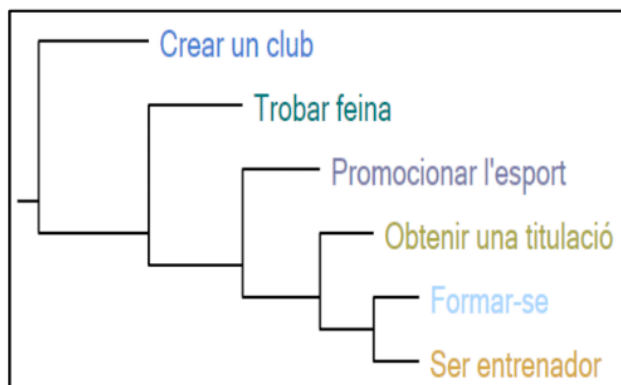 Crear un club
Trobar feina
Promocionar l'esport
Obtenir una titulació
Formar-se
Ser entrenador